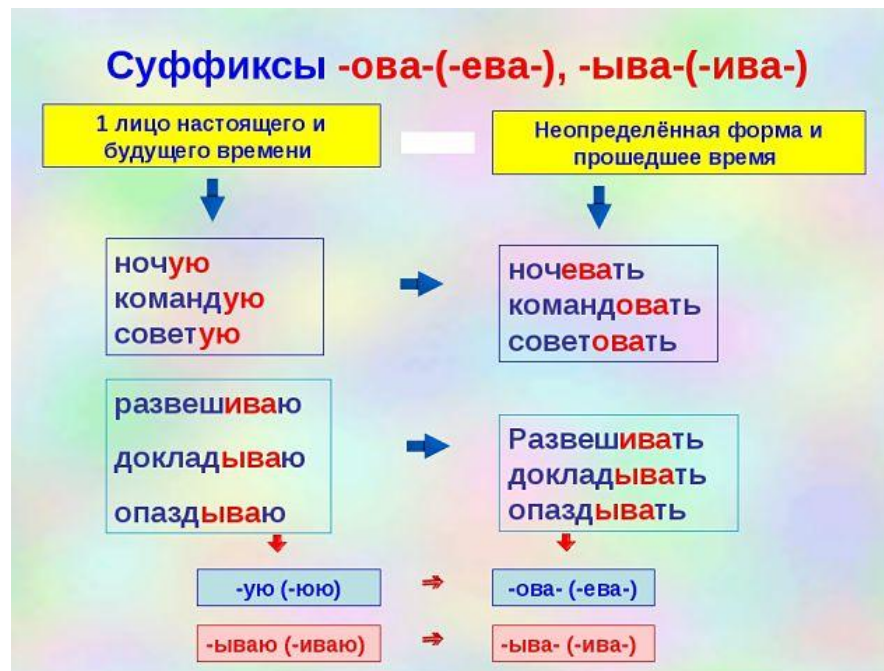 Суффиксы -ова-(-ева-), -ыва-(-ива-)
1 лицо настоящего и
будущего времени
Неопределённая форма и
прошедшее время
ночую
командую
советую
ночевать
командовать
советовать
развешиваю
докладываю
опаздываю
Развешивать
докладывать
опаздывать
-ую (-юю)
-ова- (-ева-)
-ываю (-иваю)
-ыва- (-ива-)